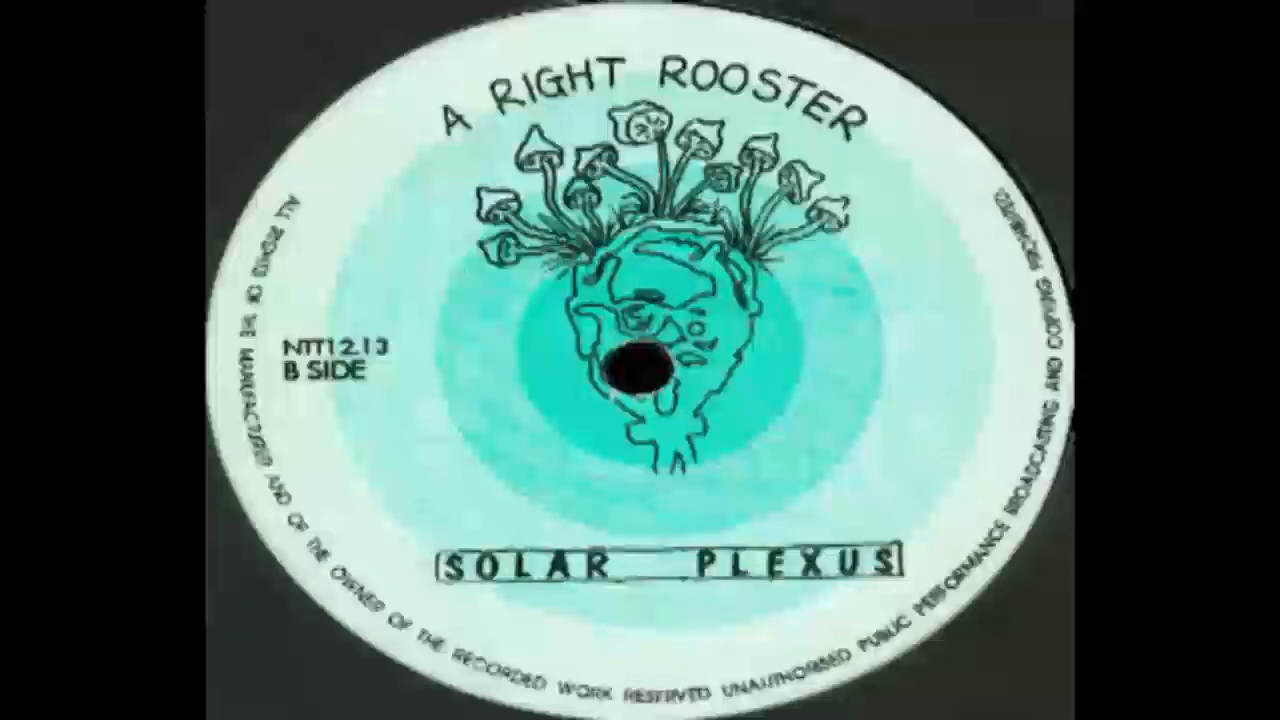 A RIGHT ROOSTER
NTT12.13
B SIDE
SOLAR PLEXUS
ALL RIGHTS OF THE MANUFACTURER AND OF THE OWNER OF THE RECORDED WORK RESERVED UNAUTHORISED PUBLIC PERFORMANCE BROADCASTING AND COPYING PROHIBITED